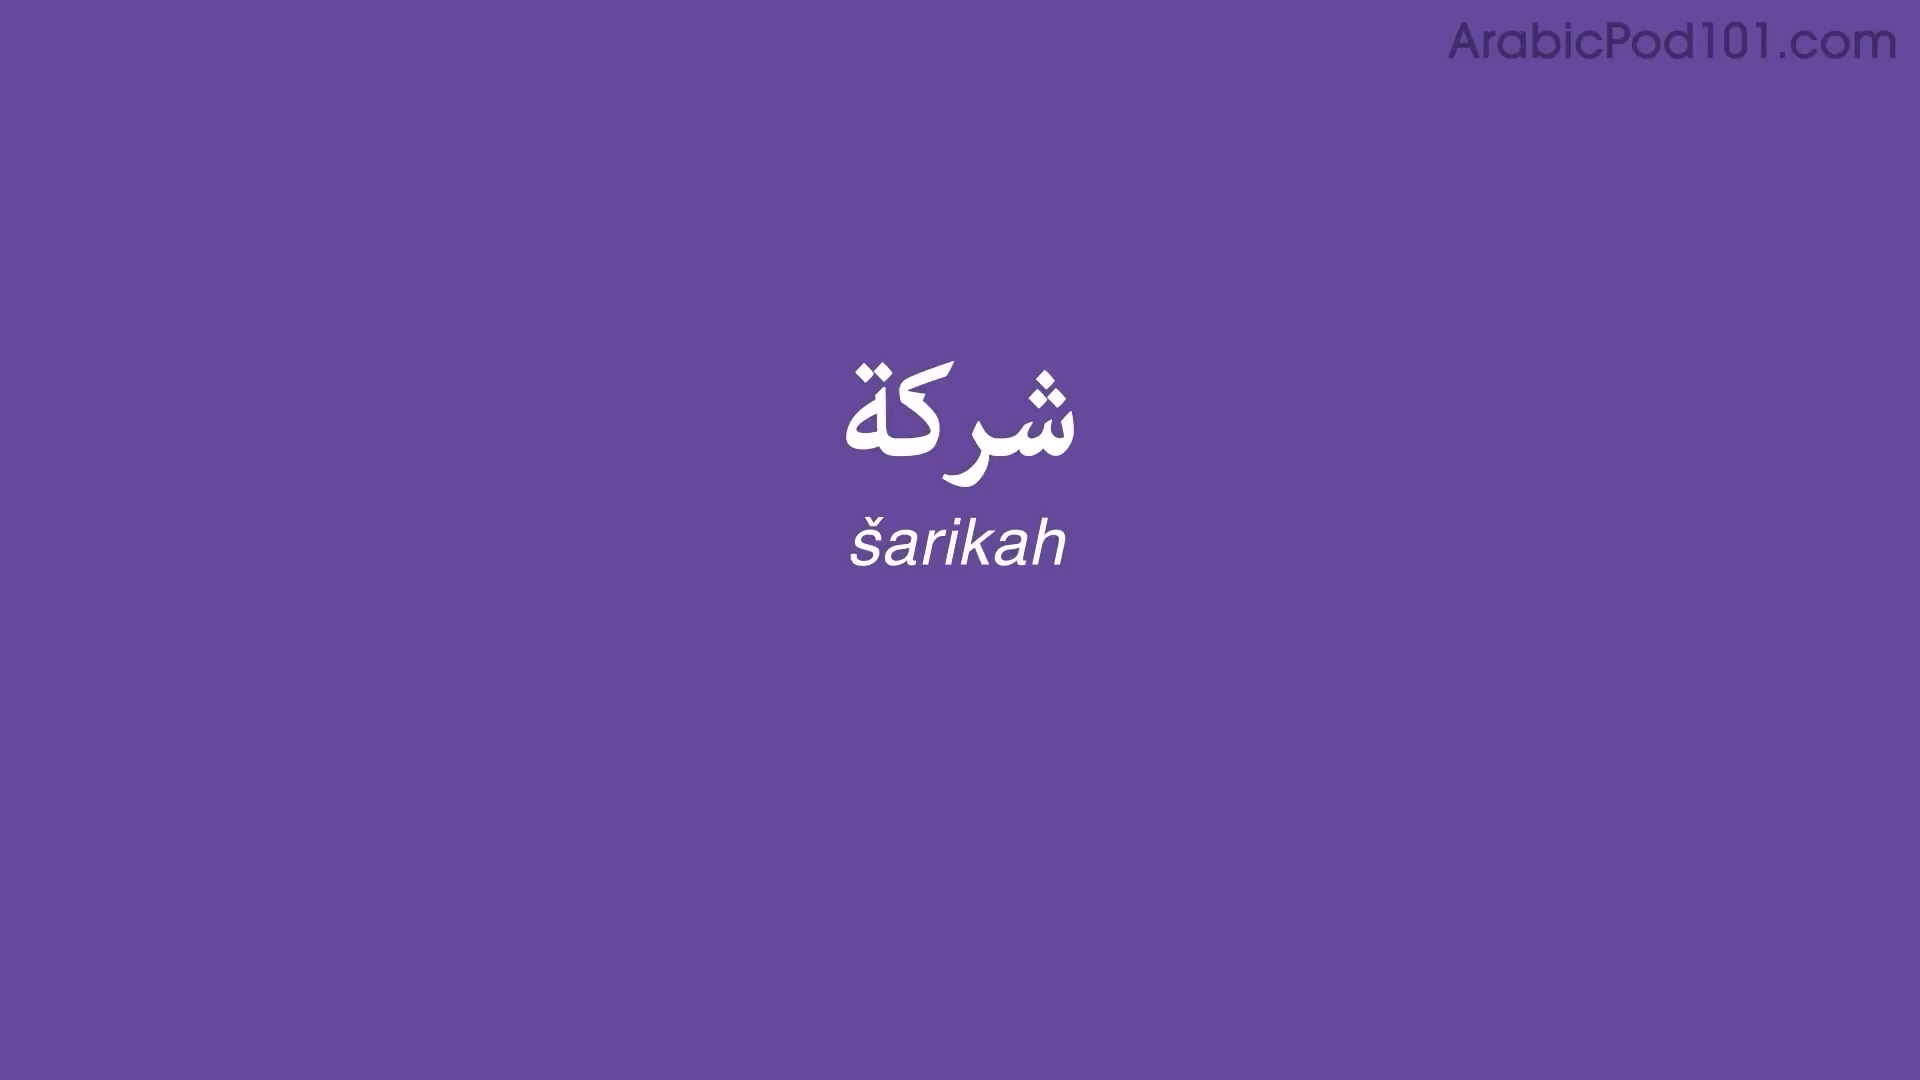 ArabicPod101.com
شركة
šarikah